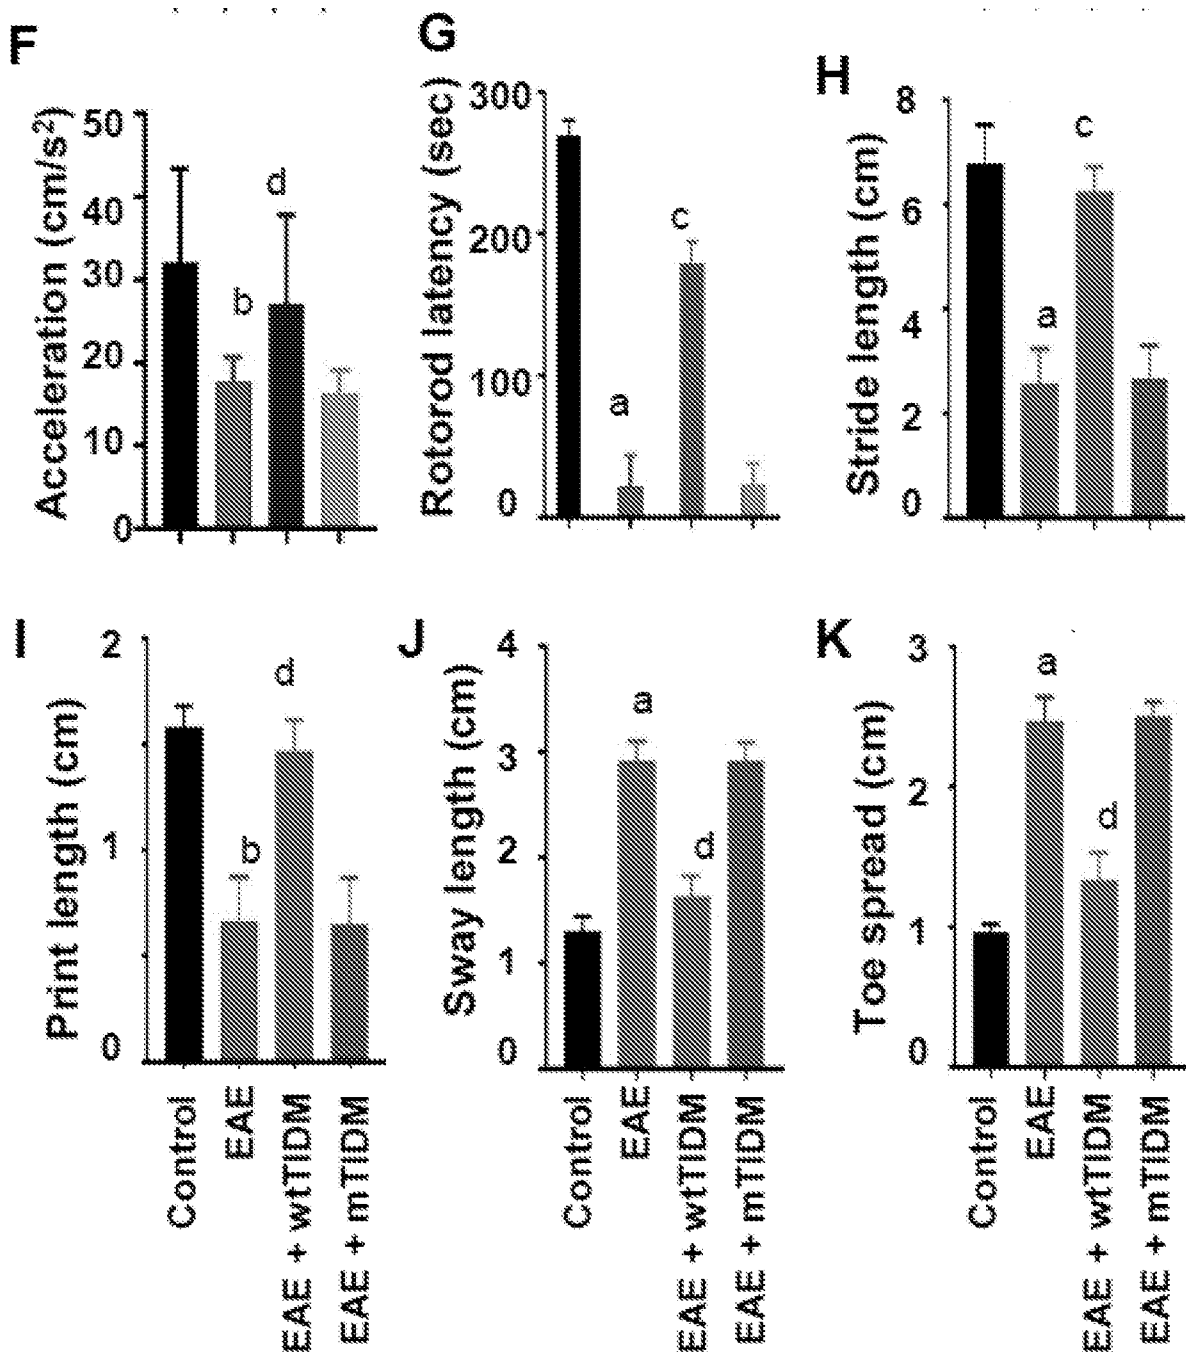 F
Acceleration (cm/s²)
50
40
30
20
10
0
b
d
G
Rotorod latency (sec)
300
200
100
0
a
c
H
Stride length (cm)
8
6
4
2
0
a
c
I
Print length (cm)
2
1
0
b
d
Control
EAE
EAE + wtTIDM
EAE + mTIDM
J
Sway length (cm)
4
3
2
1
0
a
d
Control
EAE
EAE + wtTIDM
EAE + mTIDM
K
Toe spread (cm)
3
2
1
0
a
d
Control
EAE
EAE + wtTIDM
EAE + mTIDM